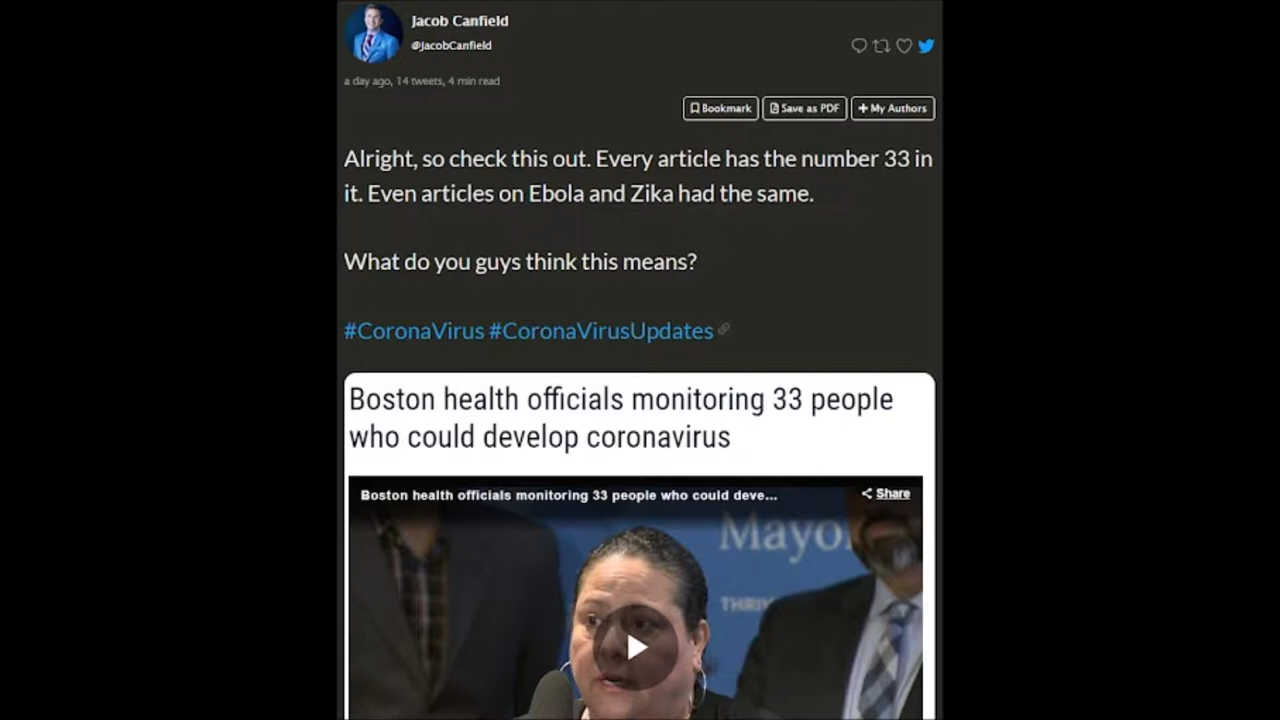 Jacob Canfield
@JacobCanfield
a day ago, 14 tweets, 4 min read
Bookmark
Save as PDF
+ My Authors
Alright, so check this out. Every article has the number 33 in
it. Even articles on Ebola and Zika had the same.
What do you guys think this means?
#CoronaVirus #CoronaVirusUpdates
Boston health officials monitoring 33 people
who could develop coronavirus
Boston health officials monitoring 33 people who could deve...
Share
Mayo